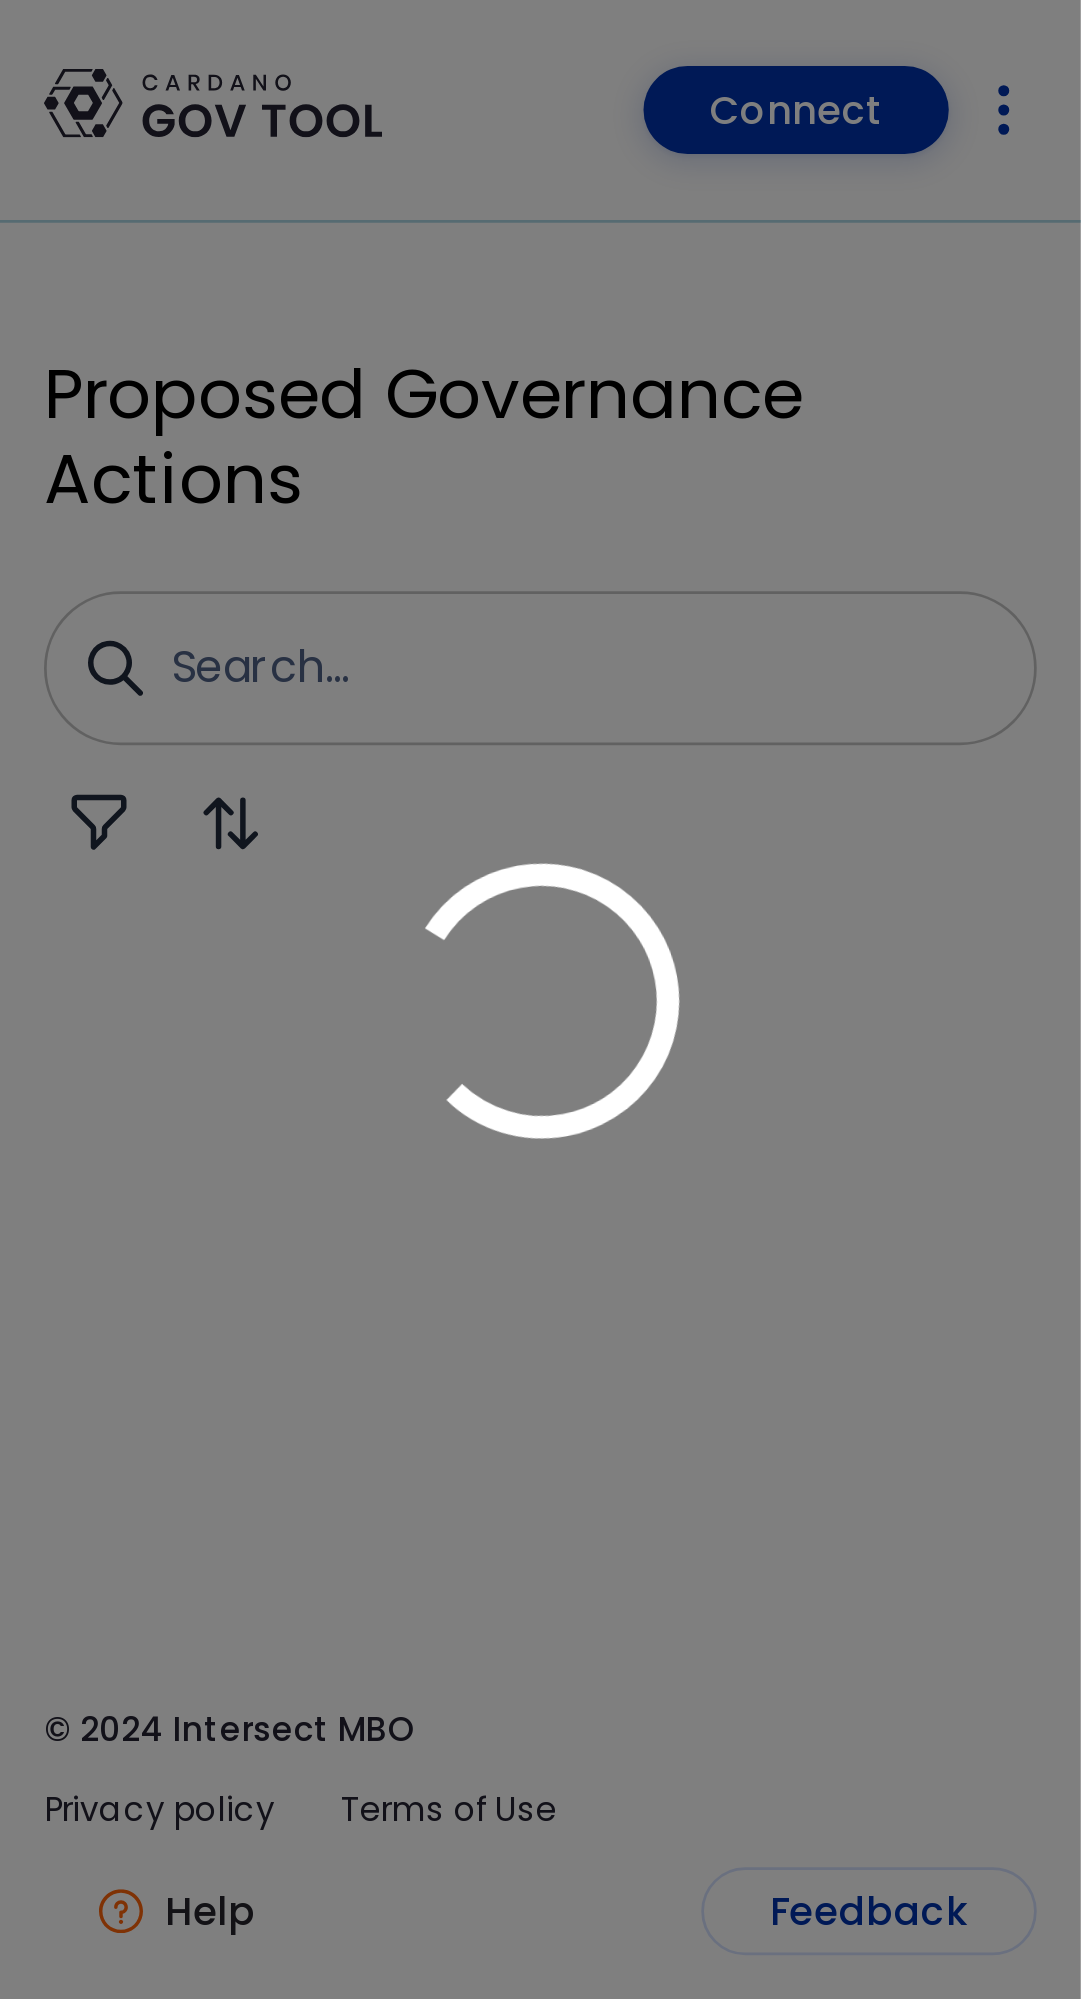 CARDANO
GOV TOOL
Connect
Proposed Governance
Actions
Search...
© 2024 Intersect MBO
Privacy policy Terms of Use
Help
Feedback